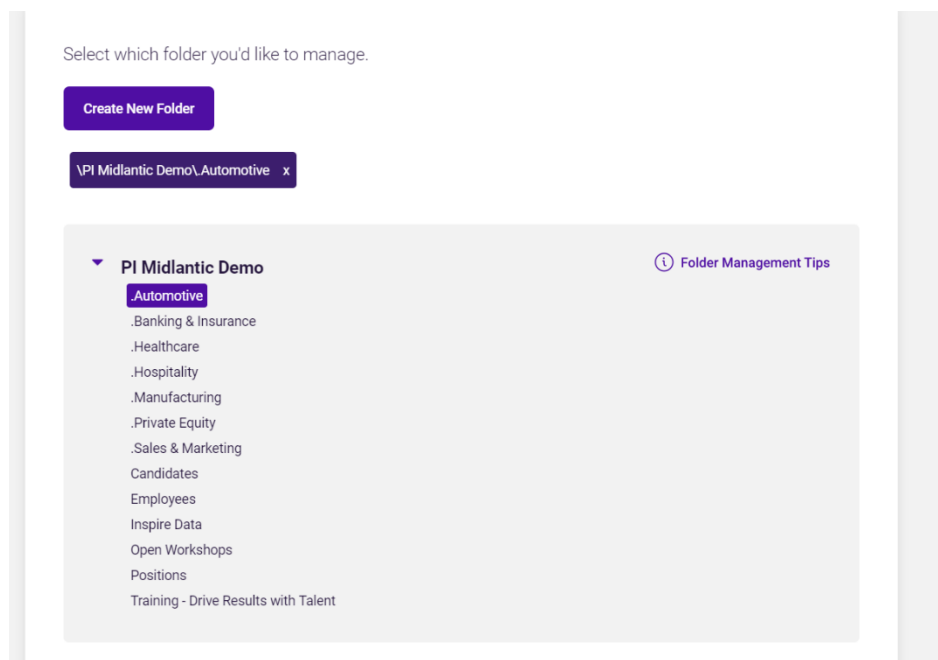 Select which folder you'd like to manage.
Create New Folder
\PI Midlantic Demo\.Automotive x
PI Midlantic Demo
Folder Management Tips
.Automotive
.Banking & Insurance
.Healthcare
.Hospitality
.Manufacturing
.Private Equity
.Sales & Marketing
Candidates
Employees
Inspire Data
Open Workshops
Positions
Training - Drive Results with Talent